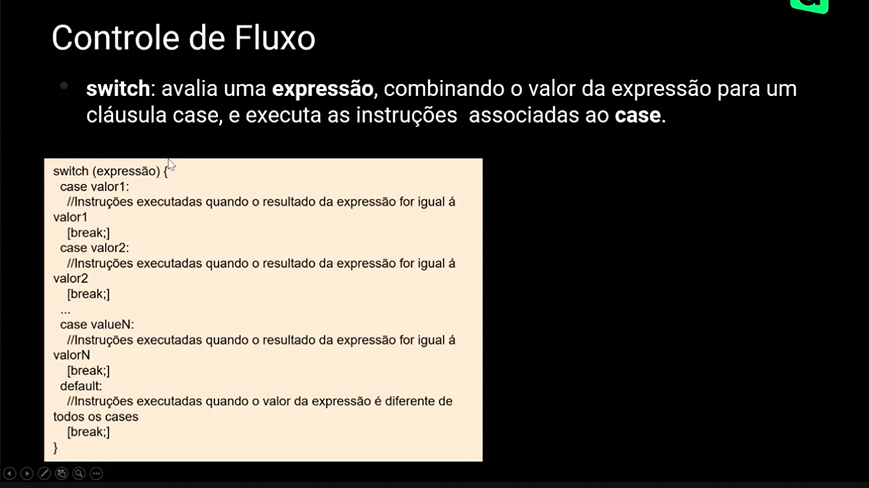 Controle de Fluxo
switch: avalia uma expressão, combinando o valor da expressão para um
cláusula case, e executa as instruções associadas ao case.
switch (expressão) {
case valor1:
//Instruções executadas quando o resultado da expressão for igual á
valor1
[break;]
case valor2:
//Instruções executadas quando o resultado da expressão for igual á
valor2
[break;]
...
case valueN:
//Instruções executadas quando o resultado da expressão for igual á
valorN
[break;]
default:
//Instruções executadas quando o valor da expressão é diferente de
todos os cases
[break;]
}